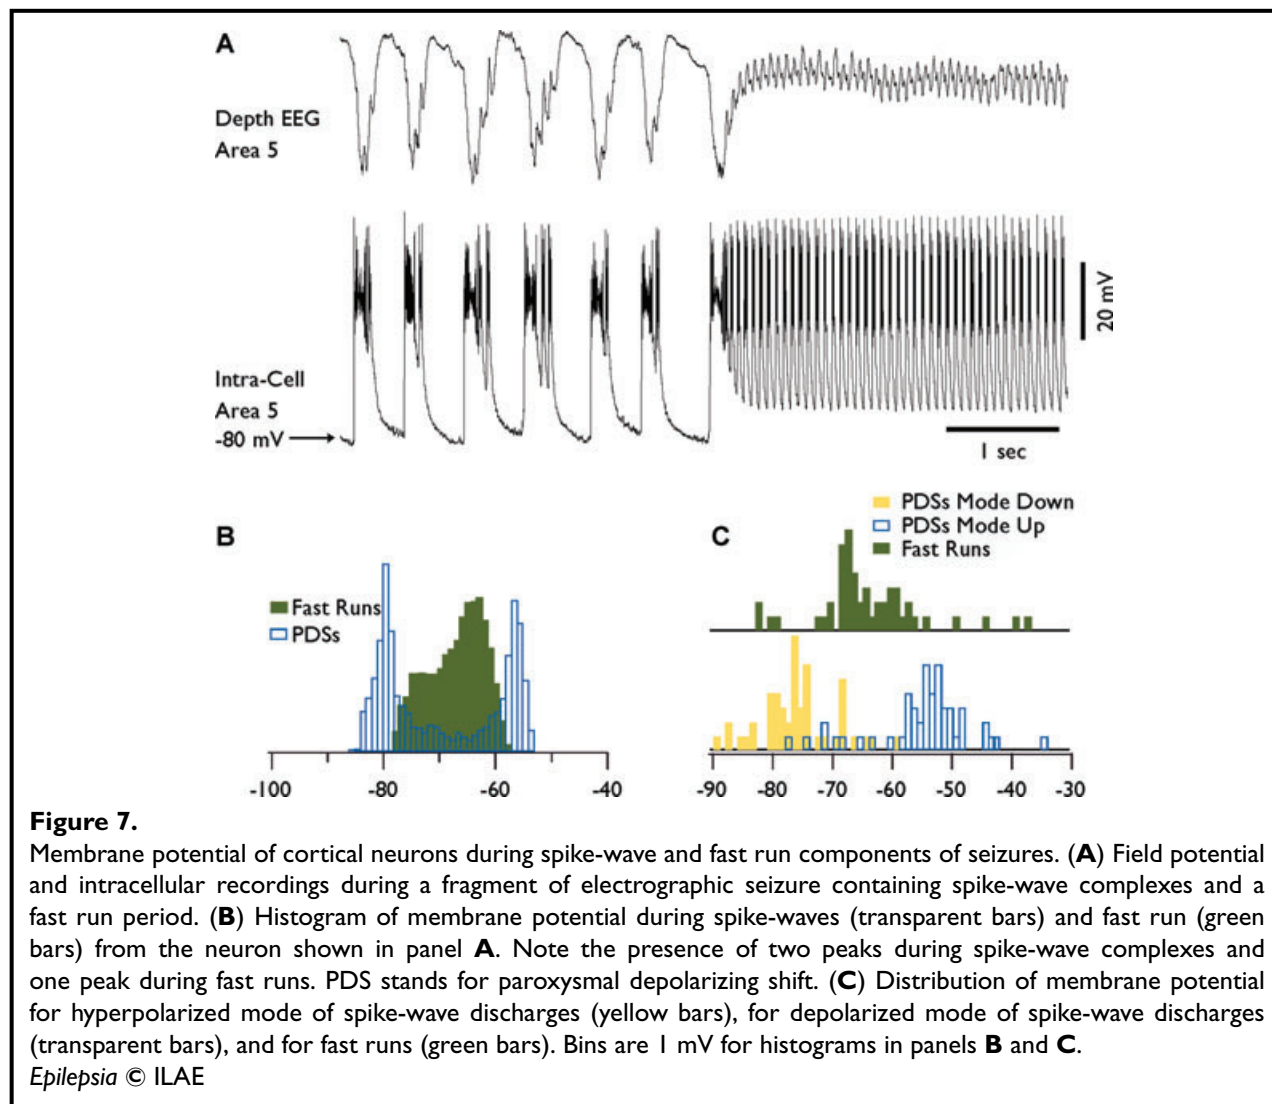 A
Depth EEG
Area 5
Intra-Cell
Area 5
-80 mV
20 mV
1 sec
B
Fast Runs
PDSs
-100 -80 -60 -40
C
PDSs Mode Down
PDSs Mode Up
Fast Runs
-90 -80 -70 -60 -50 -40 -30
Figure 7.
Membrane potential of cortical neurons during spike-wave and fast run components of seizures. (A) Field potential
and intracellular recordings during a fragment of electrographic seizure containing spike-wave complexes and a
fast run period. (B) Histogram of membrane potential during spike-waves (transparent bars) and fast run (green
bars) from the neuron shown in panel A. Note the presence of two peaks during spike-wave complexes and
one peak during fast runs. PDS stands for paroxysmal depolarizing shift. (C) Distribution of membrane potential
for hyperpolarized mode of spike-wave discharges (yellow bars), for depolarized mode of spike-wave discharges
(transparent bars), and for fast runs (green bars). Bins are 1 mV for histograms in panels B and C.
Epilepsia © ILAE